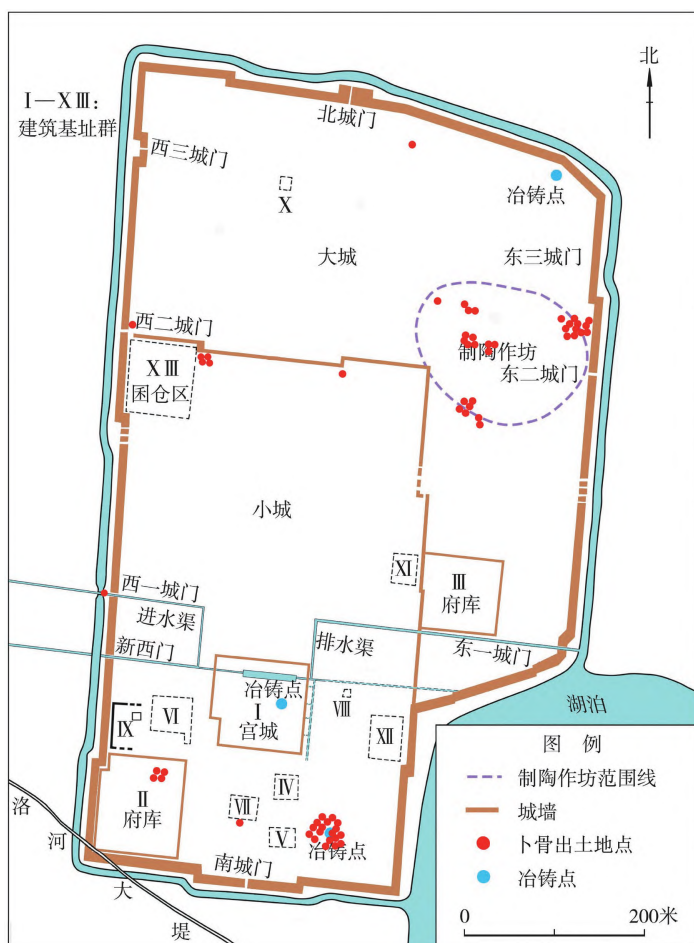 北
Ⅰ—ⅩⅢ：
建筑基址群
北城门
西三城门
冶铸点
Ⅹ
大城
东三城门
西二城门
制陶作坊
东二城门
ⅩⅢ
囷仓区
小城
Ⅺ
Ⅲ
府库
西一城门
进水渠
排水渠
东一城门
新西门
湖泊
冶铸点
Ⅰ
宫城
Ⅷ
Ⅸ
Ⅵ
Ⅻ
Ⅱ
府库
Ⅳ
Ⅶ
Ⅴ
冶铸点
南城门
洛
河
大
堤
图例
制陶作坊范围线
城墙
卜骨出土地点
冶铸点
0
200米